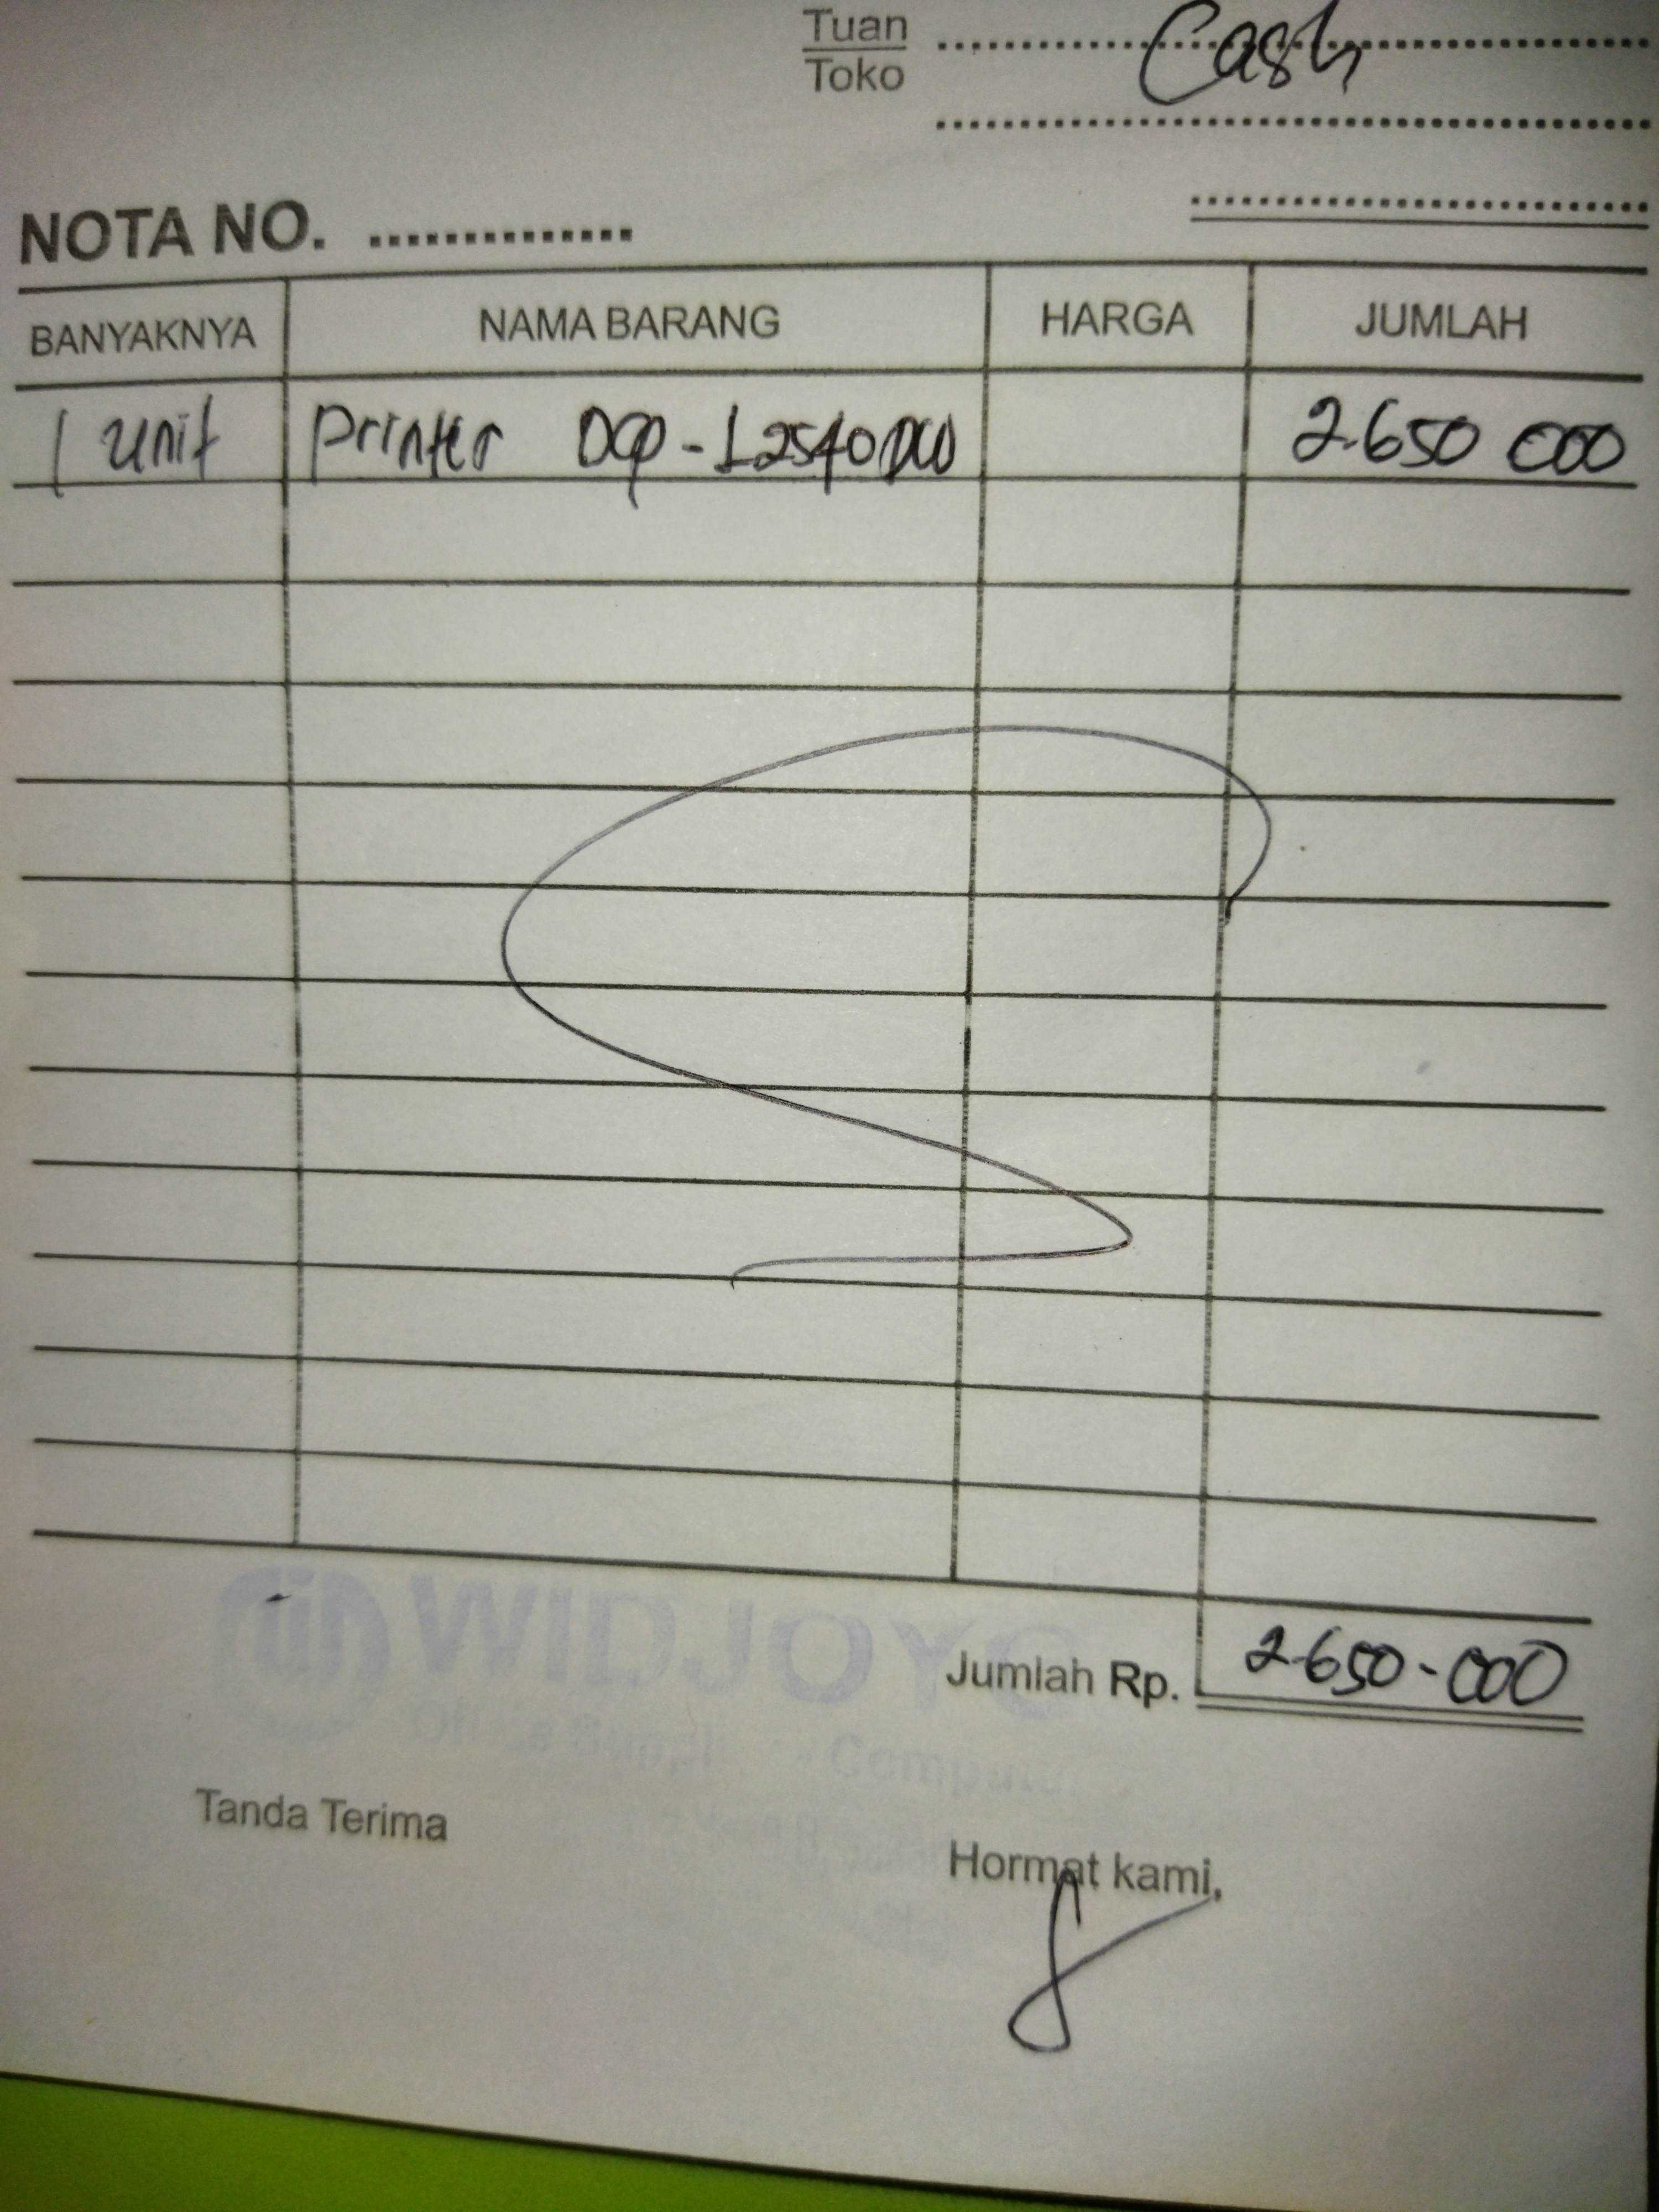 Tuan
Toko
Cash
NOTA NO. ..............
BANYAKNYA NAMA BARANG HARGA JUMLAH
1 unit Printer DCP-L2540DW 2.650 000
WIDJOYO
Jumlah Rp. 2.650.000
Tanda Terima
Hormat kami,